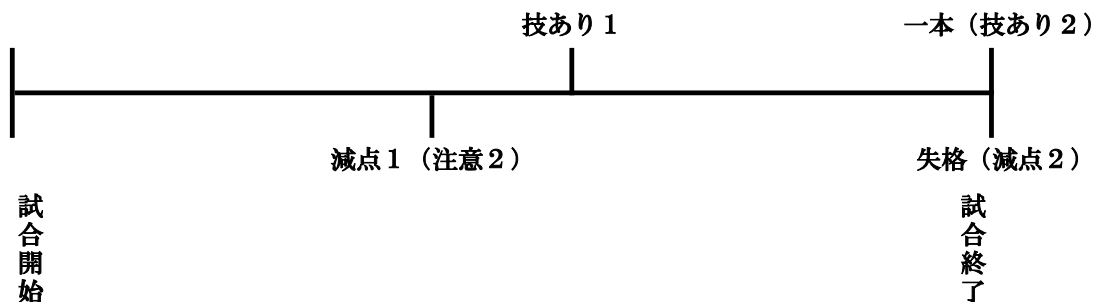 技あり１
一本（技あり２）
減点１（注意２）
失格（減点２）
試合開始
試合終了